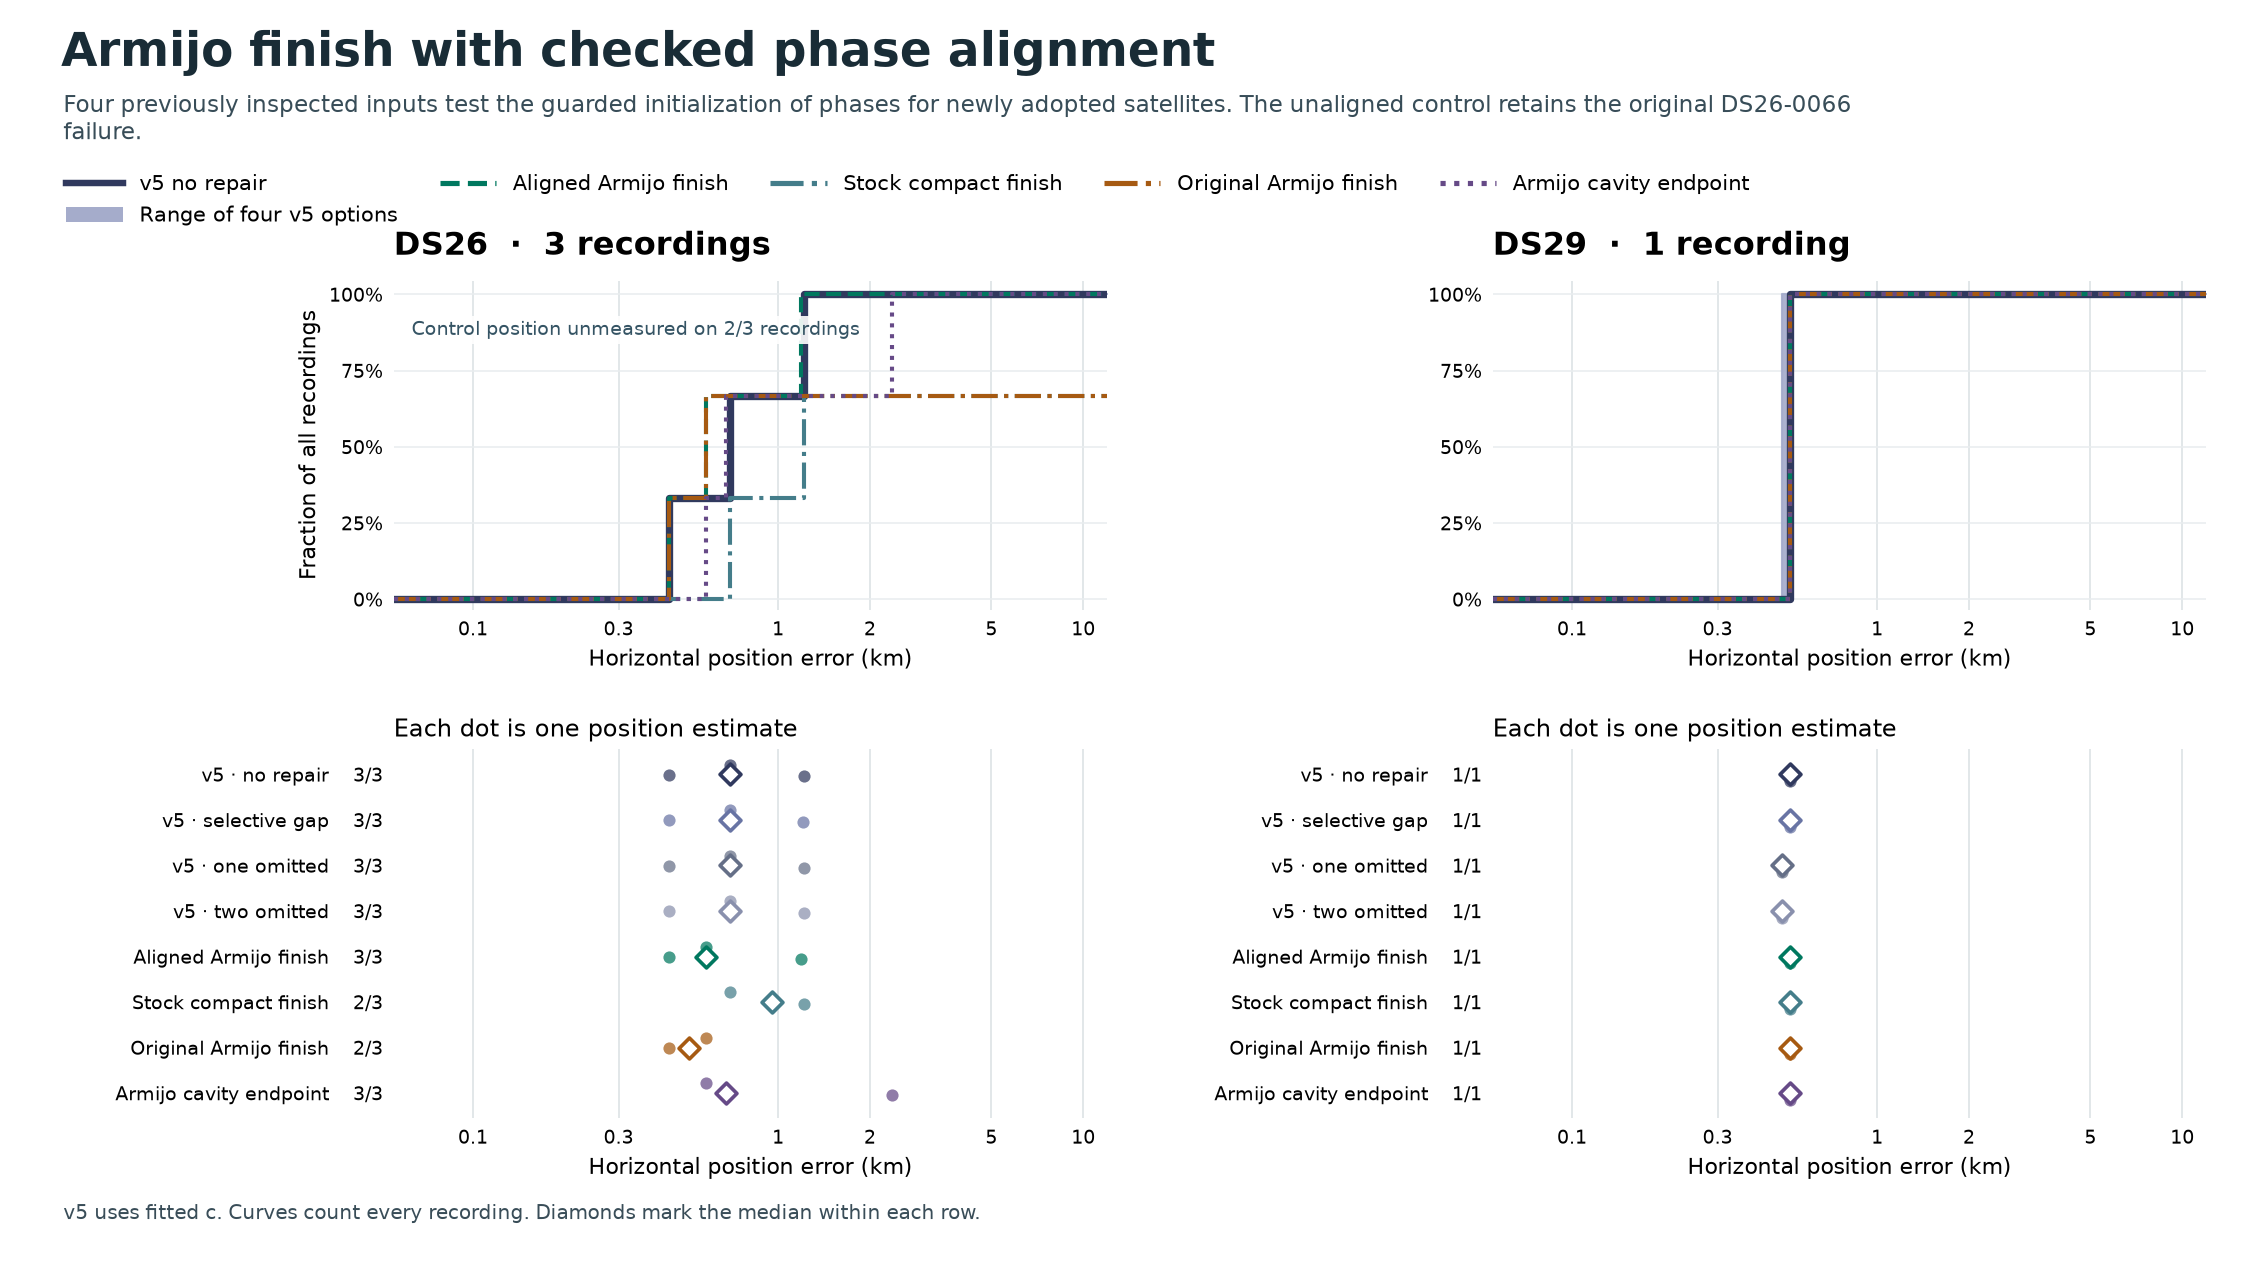 Armijo finish with checked phase alignment
Four previously inspected inputs test the guarded initialization of phases for newly adopted satellites. The unaligned control retains the original DS26-0066
failure.
v5 no repair
Aligned Armijo finish
Stock compact finish
Original Armijo finish
Armijo cavity endpoint
Range of four v5 options
DS26 · 3 recordings
100%
75%
50%
25%
0%
Fraction of all recordings
Control position unmeasured on 2/3 recordings
0.1 0.3 1 2 5 10
Horizontal position error (km)
DS29 · 1 recording
100%
75%
50%
25%
0%
0.1 0.3 1 2 5 10
Horizontal position error (km)
Each dot is one position estimate
v5 · no repair 3/3
v5 · selective gap 3/3
v5 · one omitted 3/3
v5 · two omitted 3/3
Aligned Armijo finish 3/3
Stock compact finish 2/3
Original Armijo finish 2/3
Armijo cavity endpoint 3/3
0.1 0.3 1 2 5 10
Horizontal position error (km)
Each dot is one position estimate
v5 · no repair 1/1
v5 · selective gap 1/1
v5 · one omitted 1/1
v5 · two omitted 1/1
Aligned Armijo finish 1/1
Stock compact finish 1/1
Original Armijo finish 1/1
Armijo cavity endpoint 1/1
0.1 0.3 1 2 5 10
Horizontal position error (km)
v5 uses fitted c. Curves count every recording. Diamonds mark the median within each row.